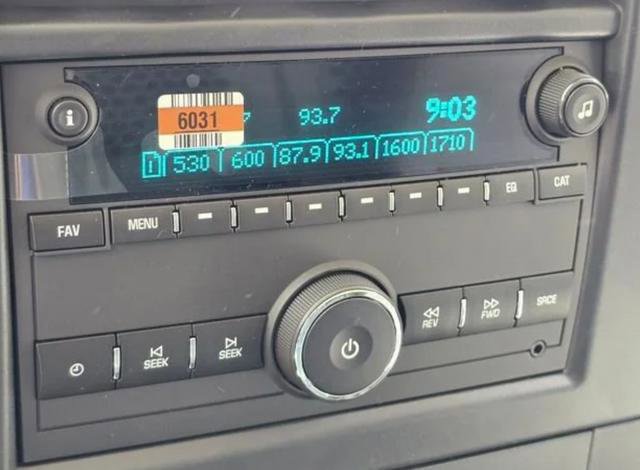 6031
7 93.7 9:03
1 530 600 87.9 93.1 1600 1710
i
FAV MENU EQ CAT
SEEK SEEK REV FWD SRCE